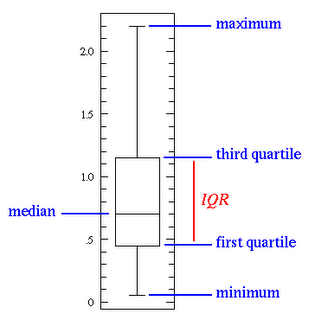 maximum
2.0
1.5
third quartile
1.0
IQR
median
.5
first quartile
minimum
0